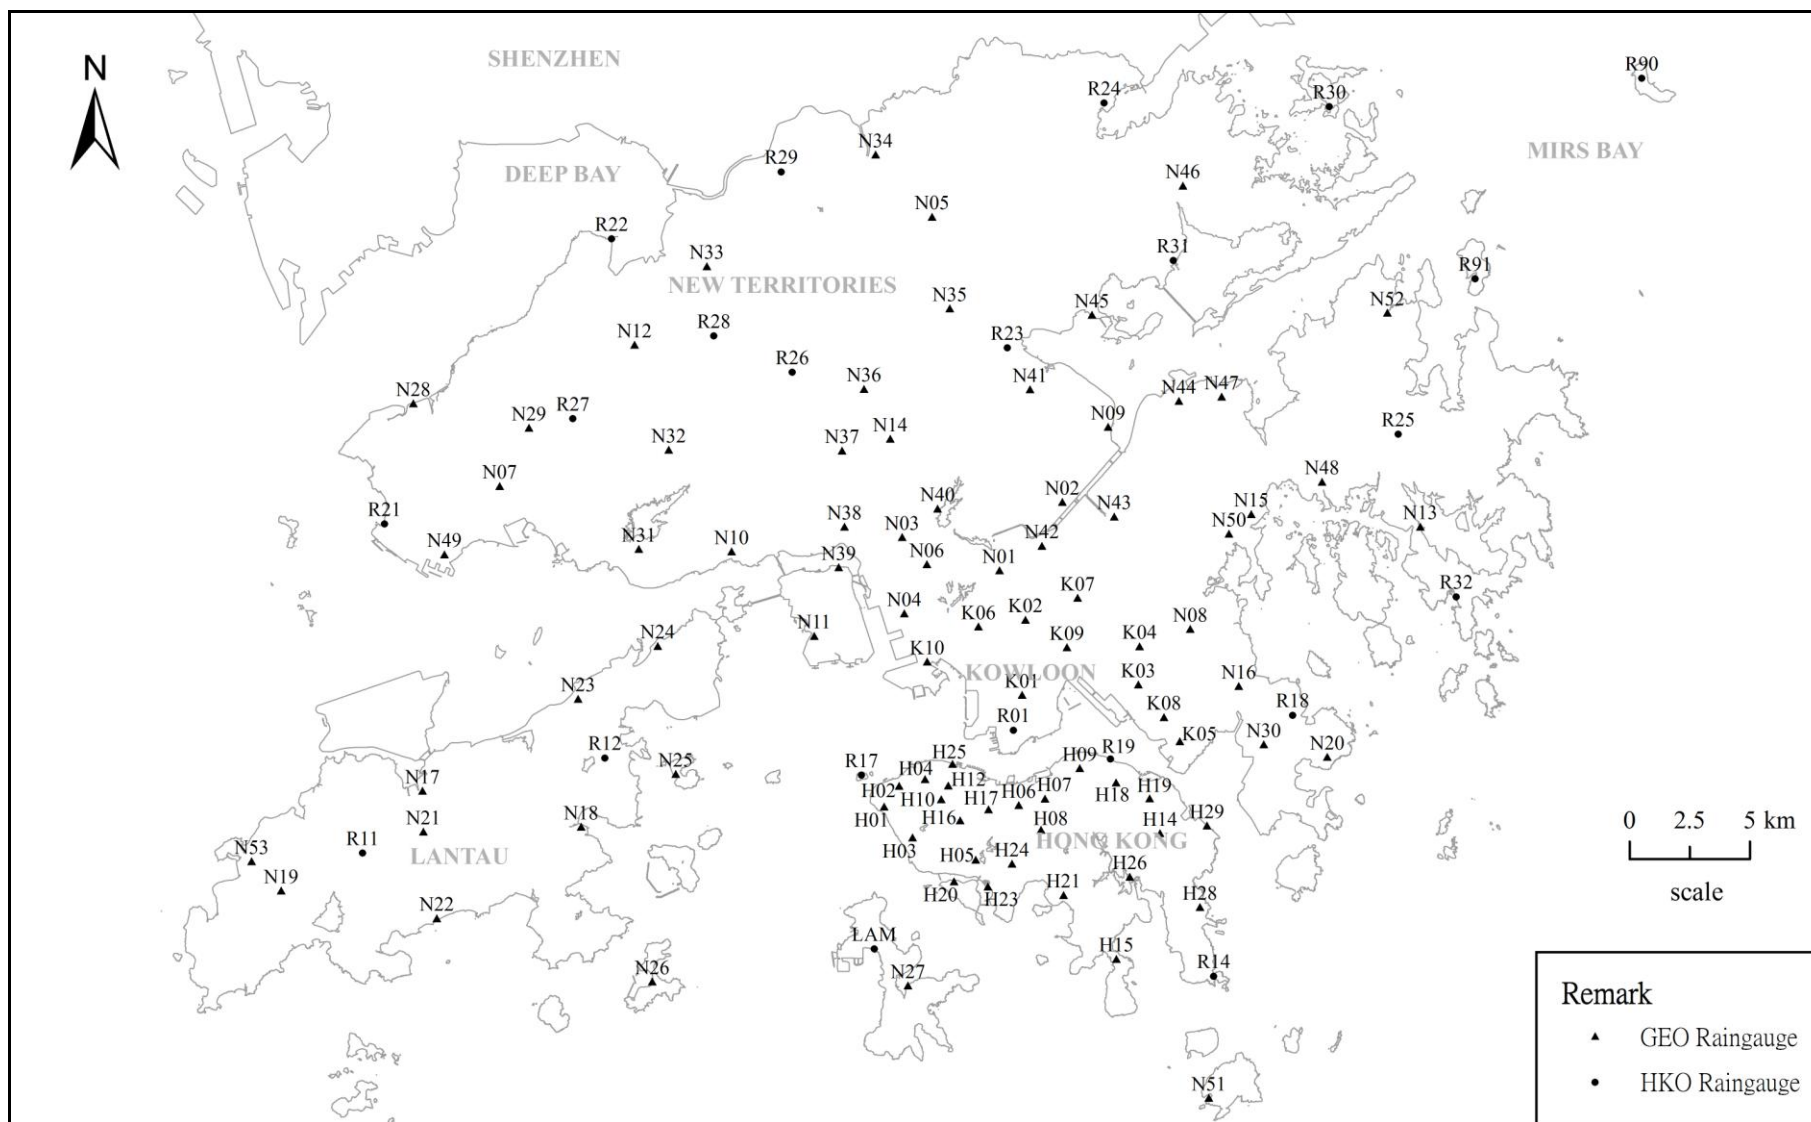 SHENZHEN
N
R90
R24
R30
N34
MIRS BAY
R29
DEEP BAY
N46
N05
R22
R31
N33
R91
NEW TERRITORIES
N35
N52
N45
R28
N12
R23
R26
N36
N41
N44
N47
N28
R27
N29
N09
R25
N14
N37
N32
N48
N07
N02
N40
N43
N15
R21
N38
N13
N03
N50
N42
N49
N31
N10
N39
N06
N01
R32
K07
N04
K02
K06
N08
N11
N24
K09
K04
K10
KOWLOON
K03
N16
N23
K01
R18
K08
R01
N30
K05
N20
R12
N25
R19
H09
H25
R17
H04
N17
H12
H02
H10
H17
H06
H07
H18
H19
0 2.5 5 km
H01
H16
H08
H14
H29
N18
N21
HONG KONG
R11
N53
LANTAU
H03
H05
H24
H26
scale
N19
H20
H23
H21
H28
N22
LAM
H15
R14
N26
N27
Remark
GEO Raingauge
HKO Raingauge
N51